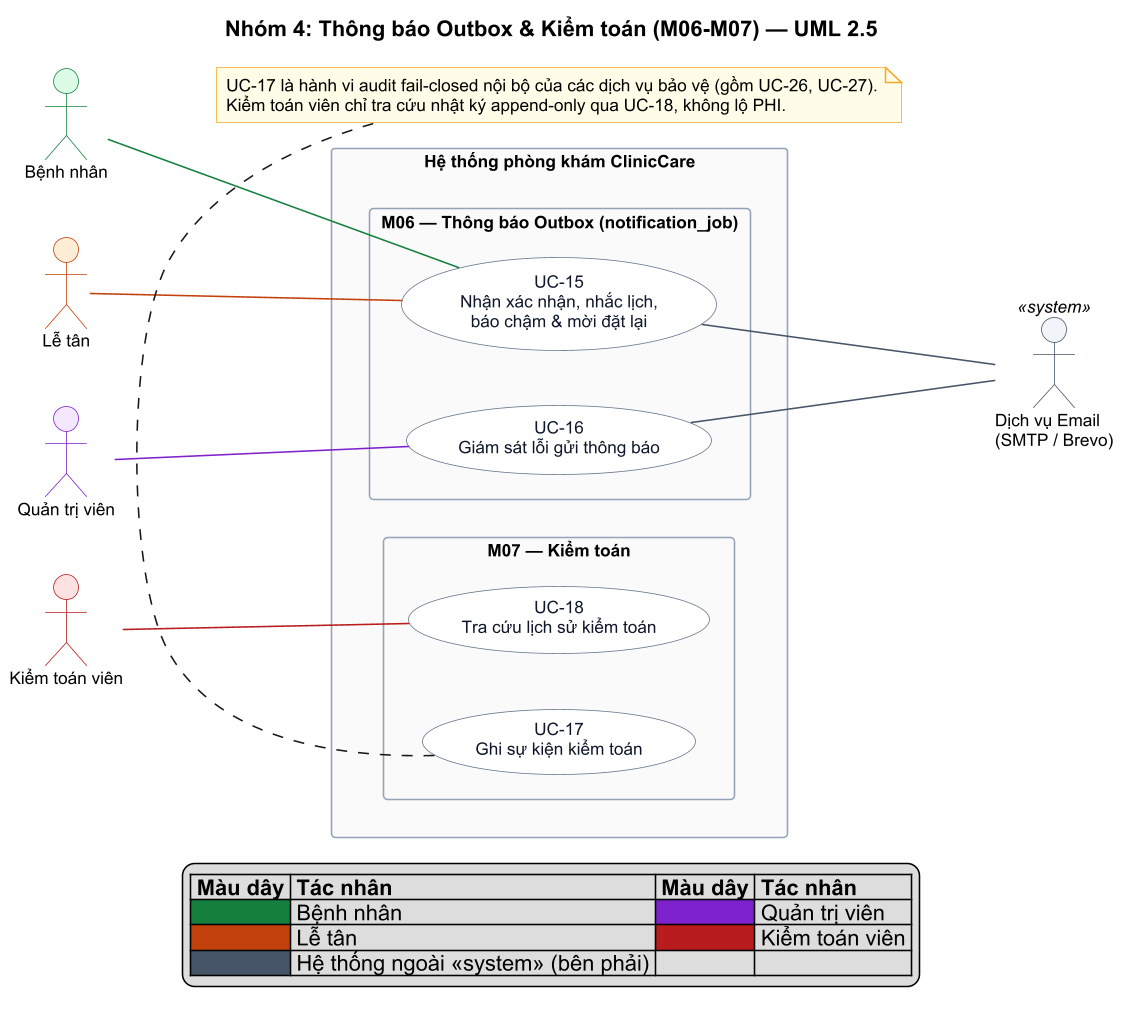 Nhóm 4: Thông báo Outbox & Kiểm toán (M06-M07) — UML 2.5
UC-17 là hành vi audit fail-closed nội bộ của các dịch vụ bảo vệ (gồm UC-26, UC-27).
Kiểm toán viên chỉ tra cứu nhật ký append-only qua UC-18, không lộ PHI.
Bệnh nhân
Lễ tân
Quản trị viên
Kiểm toán viên
Hệ thống phòng khám ClinicCare
M06 — Thông báo Outbox (notification_job)
UC-15
Nhận xác nhận, nhắc lịch,
báo chậm & mời đặt lại
UC-16
Giám sát lỗi gửi thông báo
M07 — Kiểm toán
UC-18
Tra cứu lịch sử kiểm toán
UC-17
Ghi sự kiện kiểm toán
«system»
Dịch vụ Email
(SMTP / Brevo)
Màu dây Tác nhân Màu dây Tác nhân
Bệnh nhân Quản trị viên
Lễ tân Kiểm toán viên
Hệ thống ngoài «system» (bên phải)